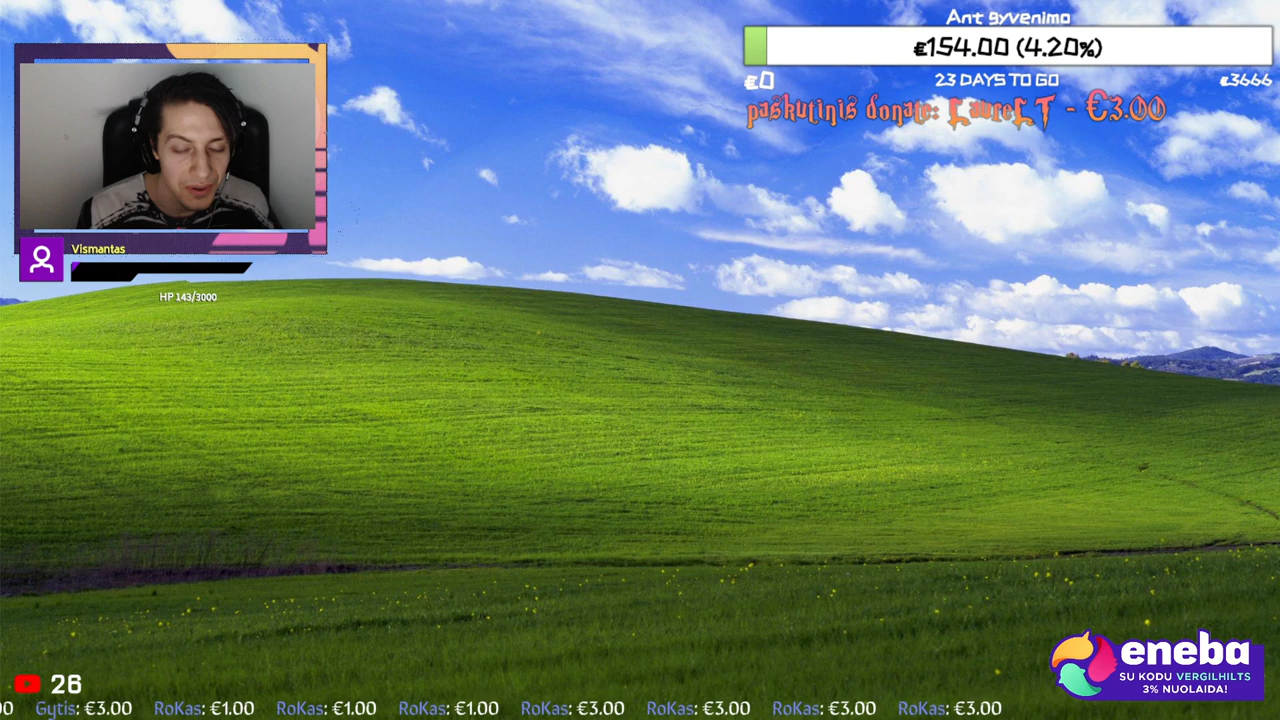 Ant gyvenimo
€154.00 (4.20%)
€0 23 DAYS TO GO €3666
paskutinis donate: LaureLT - €3.00
Vismantas
HP 143/3000
eneba
SU KODU VERGILHILTS
3% NUOLAIDA!
26
00 Gytis: €3.00 RoKas: €1.00 RoKas: €1.00 RoKas: €1.00 RoKas: €3.00 RoKas: €3.00 RoKas: €3.00 RoKas: €3.00